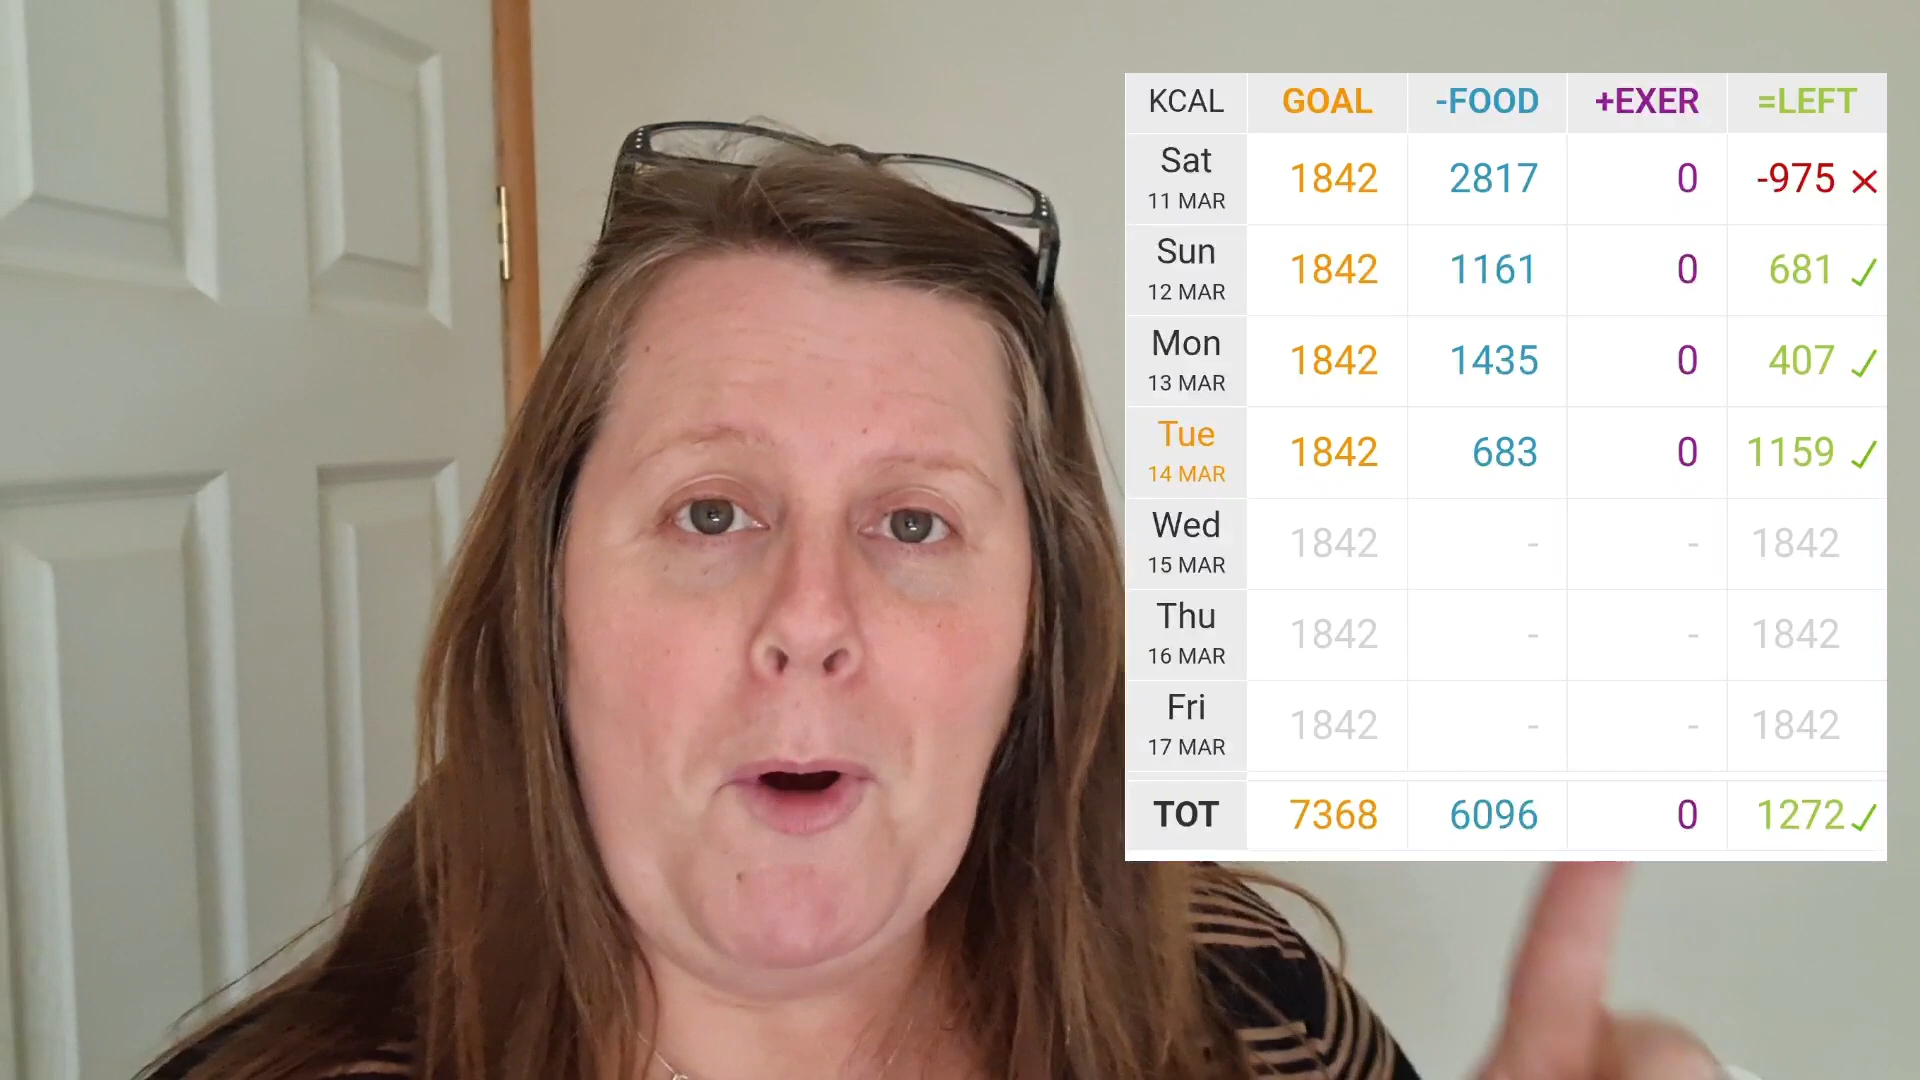 KCAL GOAL -FOOD +EXER =LEFT
Sat 1842 2817 0 -975
11 MAR
Sun 1842 1161 0 681
12 MAR
Mon 1842 1435 0 407
13 MAR
Tue 1842 683 0 1159
14 MAR
Wed 1842 - - 1842
15 MAR
Thu 1842 - - 1842
16 MAR
Fri 1842 - - 1842
17 MAR
TOT 7368 6096 0 1272